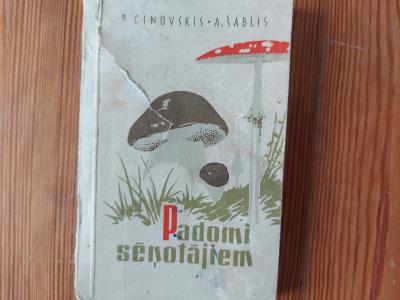 R. CINOVSKIS · A. ŠABLIS
Padomi
sēņotājiem